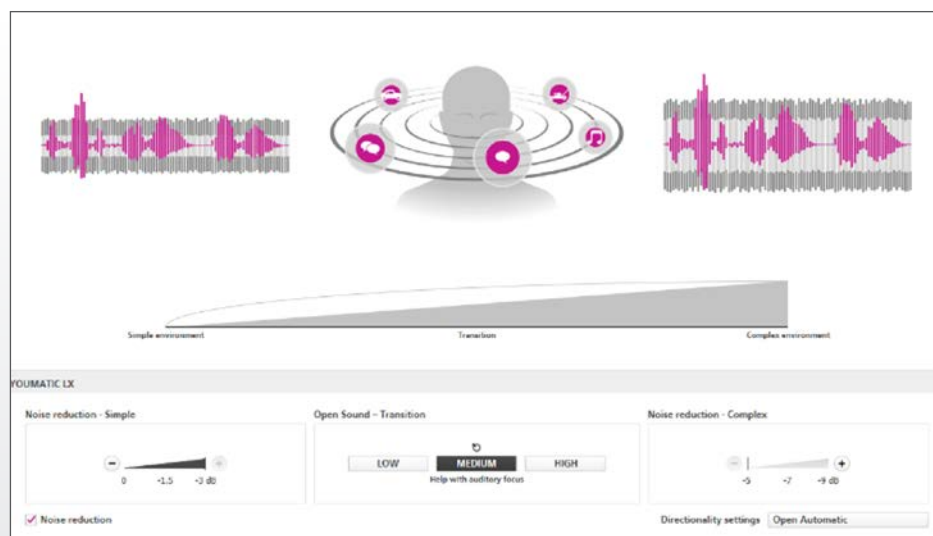 Simple environment
Transition
Complex environment
YOUMATIC LX
Noise reduction - Simple
Open Sound – Transition
Noise reduction - Complex
LOW MEDIUM HIGH
Help with auditory focus
0 -1.5 -3 dB
-5 -7 -9 dB
Noise reduction
Directionality settings Open Automatic